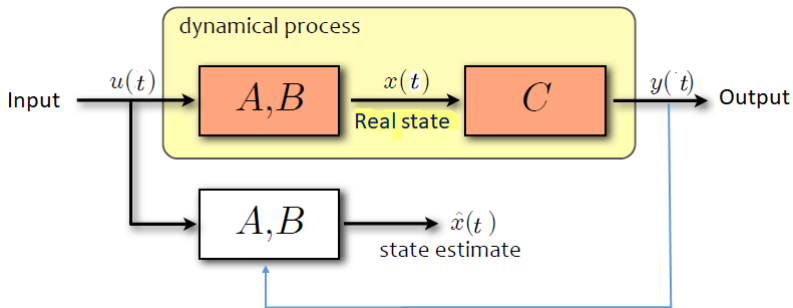 dynamical process
Input
u(t)
A,B
x(t)
Real state
C
y(t)
Output
A,B
x̂(t)
state estimate